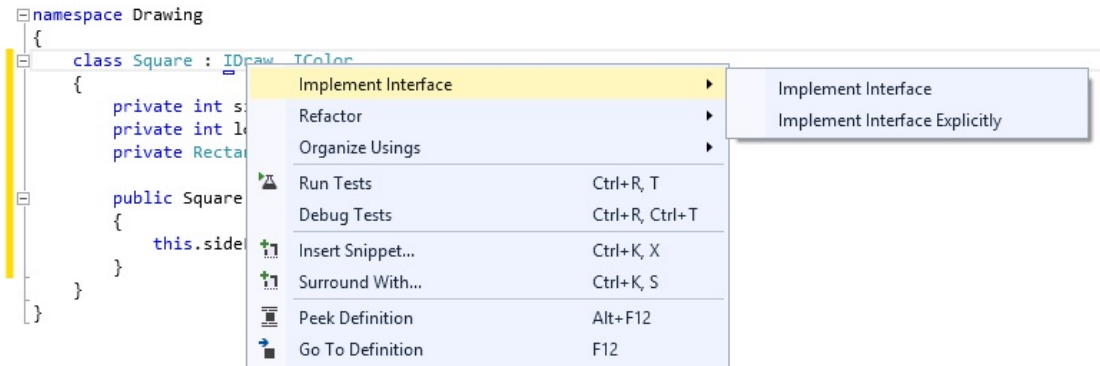 namespace Drawing
{
class Square : IDraw, IColor
{
Implement Interface
Implement Interface
Implement Interface Explicitly
private int si
Refactor
private int lo
Organize Usings
private Rectan
Run Tests Ctrl+R, T
public Square
Debug Tests Ctrl+R, Ctrl+T
{
this.side
Insert Snippet... Ctrl+K, X
}
Surround With... Ctrl+K, S
}
}
Peek Definition Alt+F12
Go To Definition F12